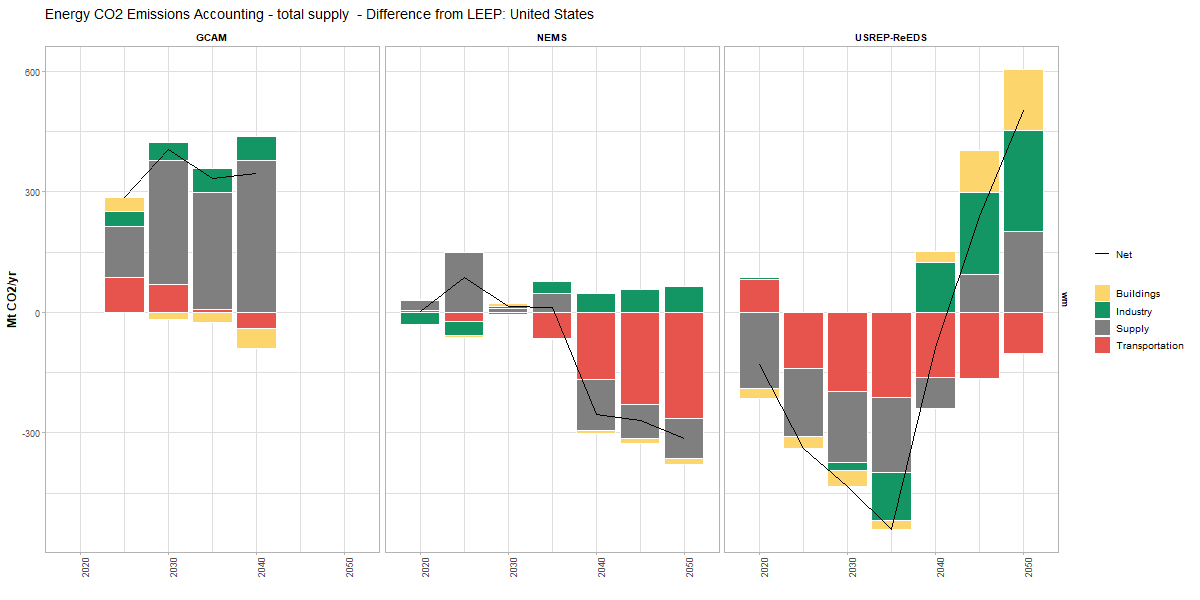 Energy CO2 Emissions Accounting - total supply - Difference from LEEP: United States
GCAM
NEMS
USREP-ReEDS
Mt CO2/yr
600
300
0
-300
2020
2030
2040
2050
2020
2030
2040
2050
2020
2030
2040
2050
wm
Net
Buildings
Industry
Supply
Transportation